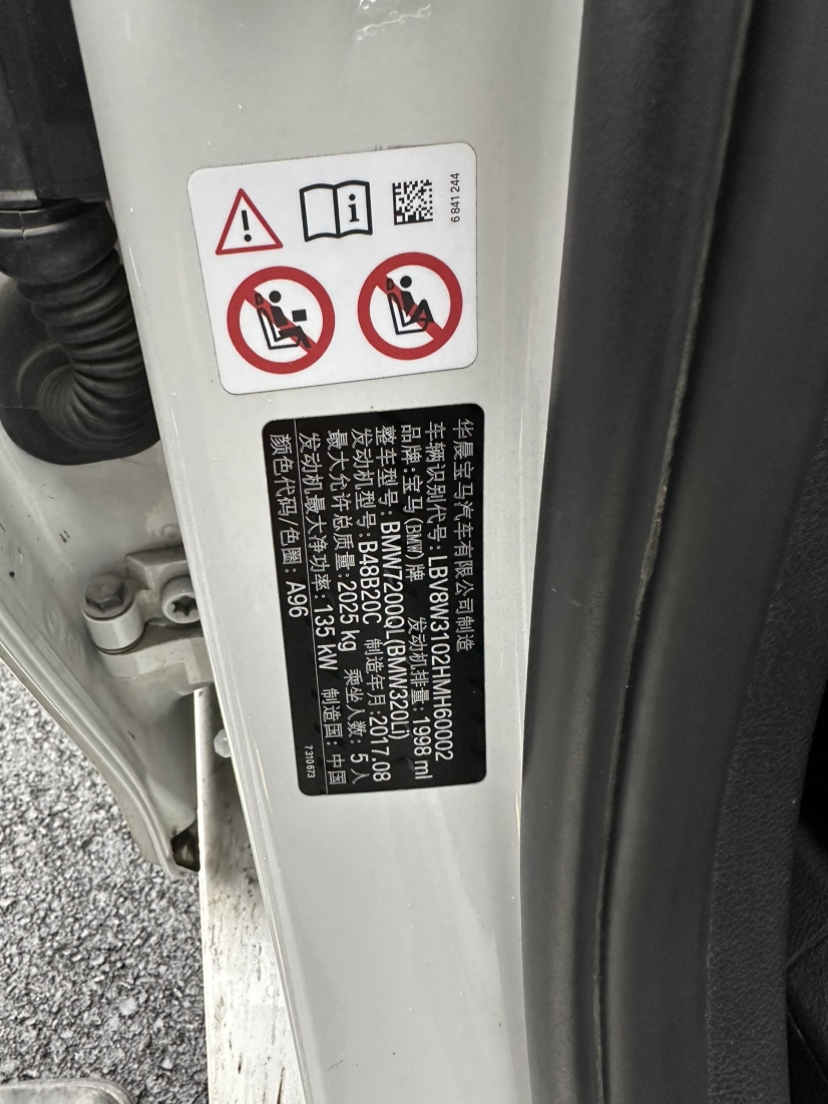 6 841 244
华晨宝马汽车有限公司制造
车辆识别代号:LBV8W3102HMH60002
品牌:宝马(BMW)牌 发动机排量:1998 ml
整车型号:BMW7200QL(BMW320Li)
发动机型号:B48B20C 制造年月:2017.08
最大允许总质量:2025 kg 乘坐人数:5人
发动机最大净功率:135 kW 制造国:中国
颜色代码/色圈:A96
7 310 673